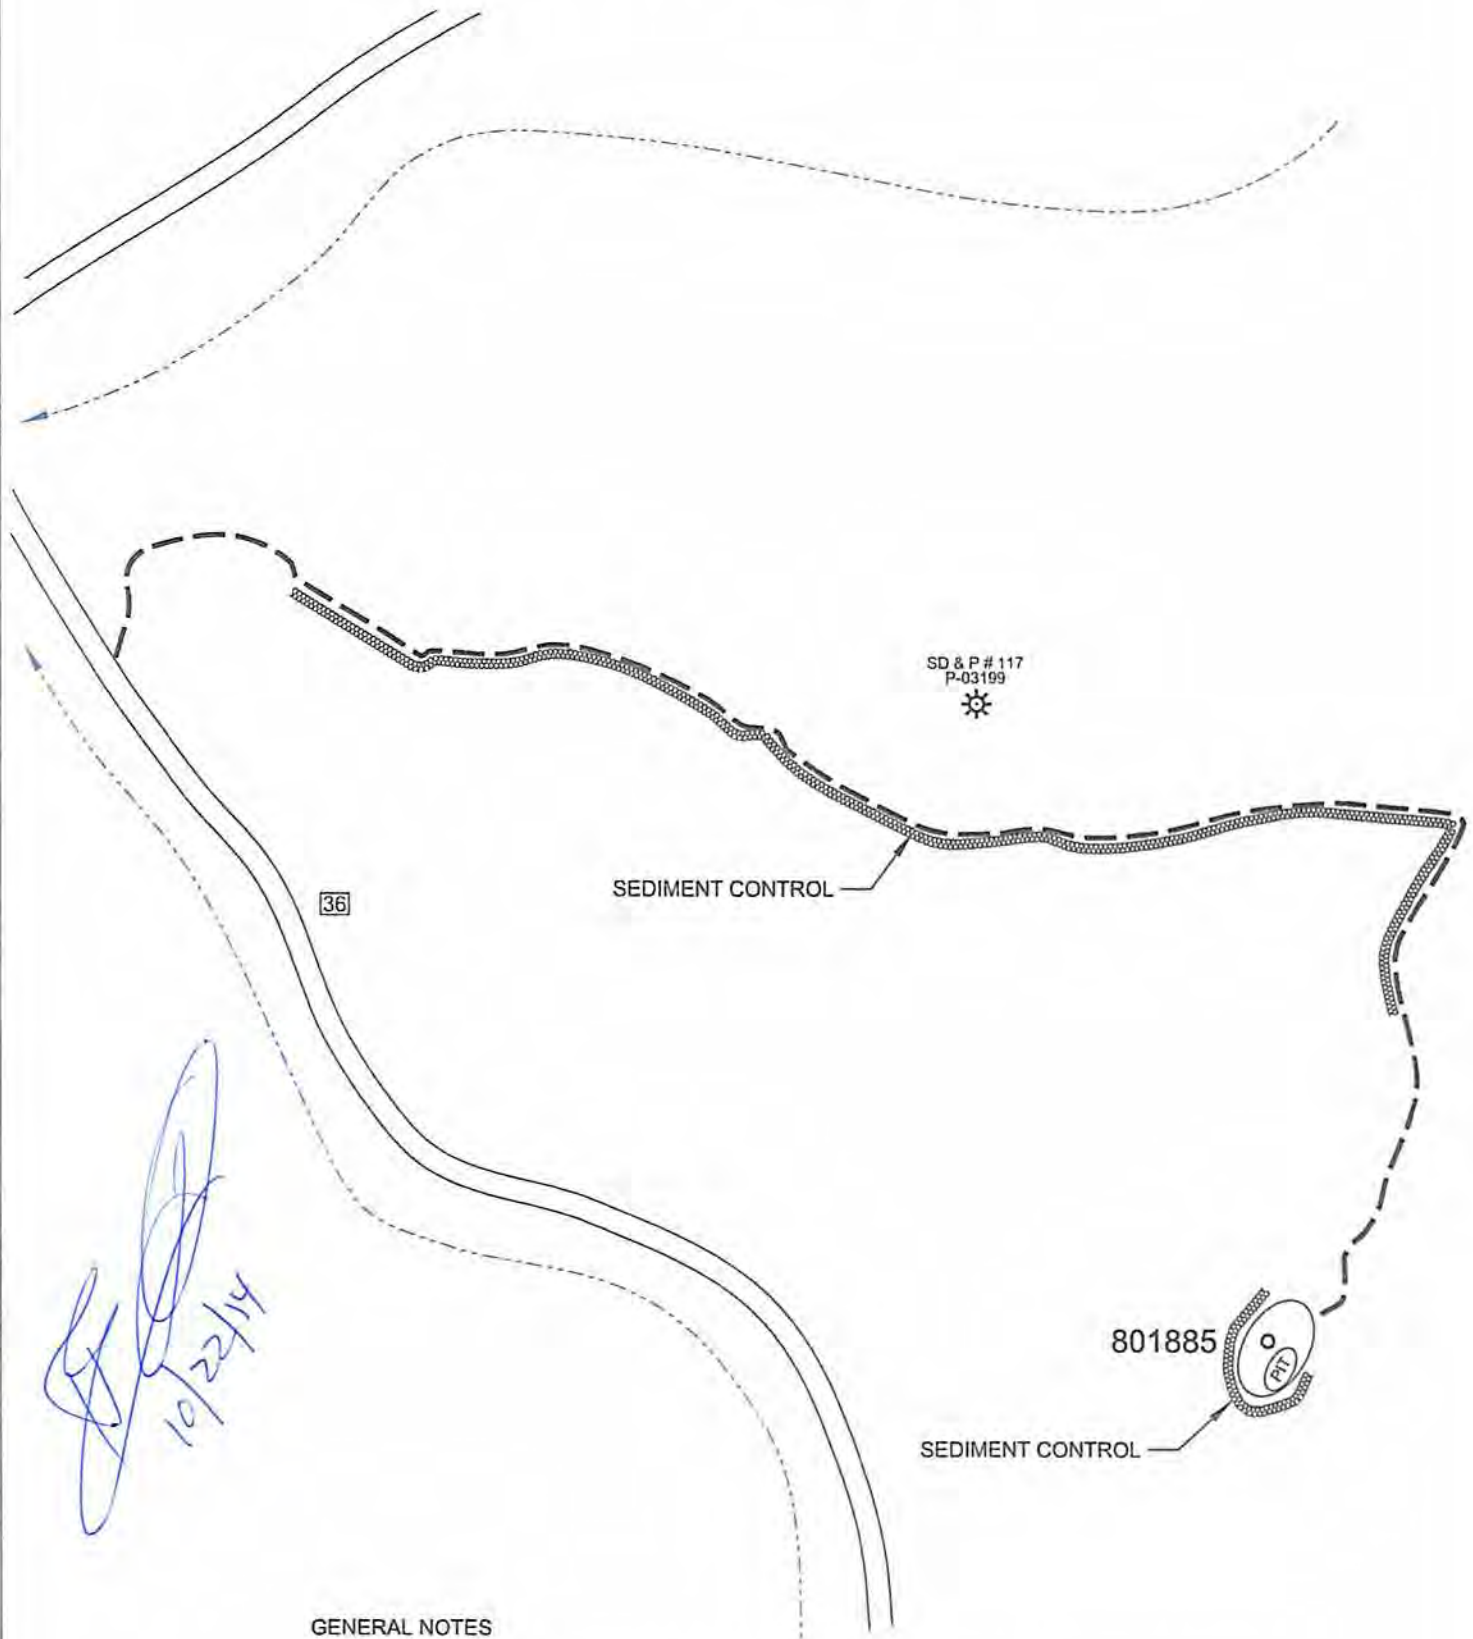 SD & P # 117
P-03199
SEDIMENT CONTROL
36
10/22/14
801885
PIT
SEDIMENT CONTROL
GENERAL NOTES